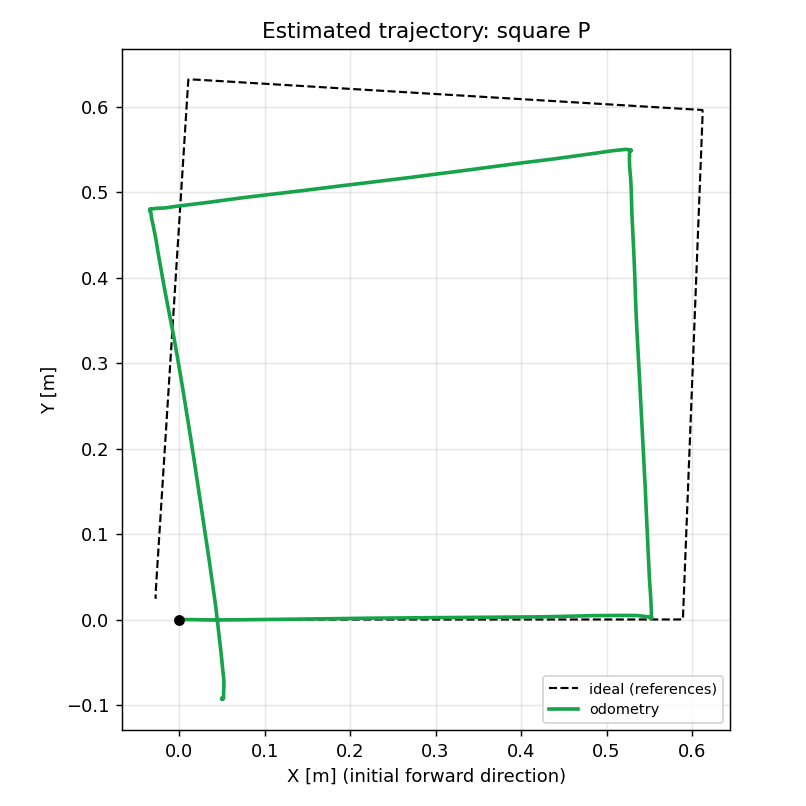 Estimated trajectory: square P
0.6
0.5
0.4
0.3
0.2
0.1
0.0
−0.1
Y [m]
ideal (references)
odometry
0.0 0.1 0.2 0.3 0.4 0.5 0.6
X [m] (initial forward direction)